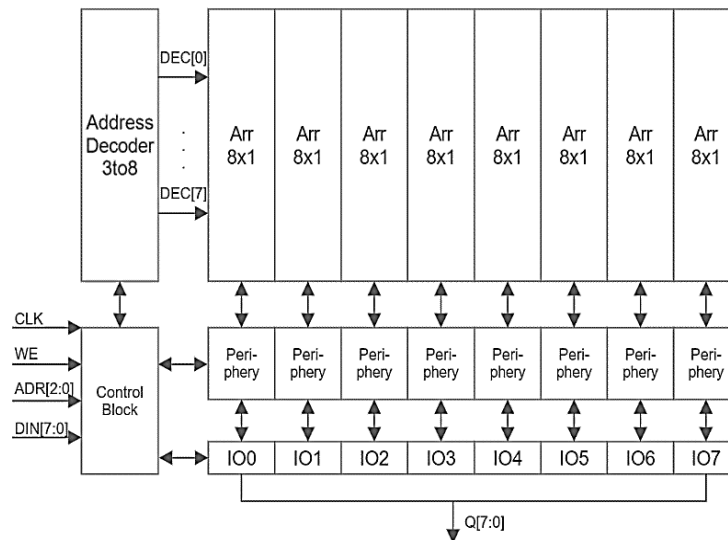 DEC[0]
.
.
.
DEC[7]
Address
Decoder
3to8
Arr
8x1
Arr
8x1
Arr
8x1
Arr
8x1
Arr
8x1
Arr
8x1
Arr
8x1
Arr
8x1
CLK
WE
ADR[2:0]
DIN[7:0]
Control
Block
Peri-
phery
Peri-
phery
Peri-
phery
Peri-
phery
Peri-
phery
Peri-
phery
Peri-
phery
Peri-
phery
IO0
IO1
IO2
IO3
IO4
IO5
IO6
IO7
Q[7:0]